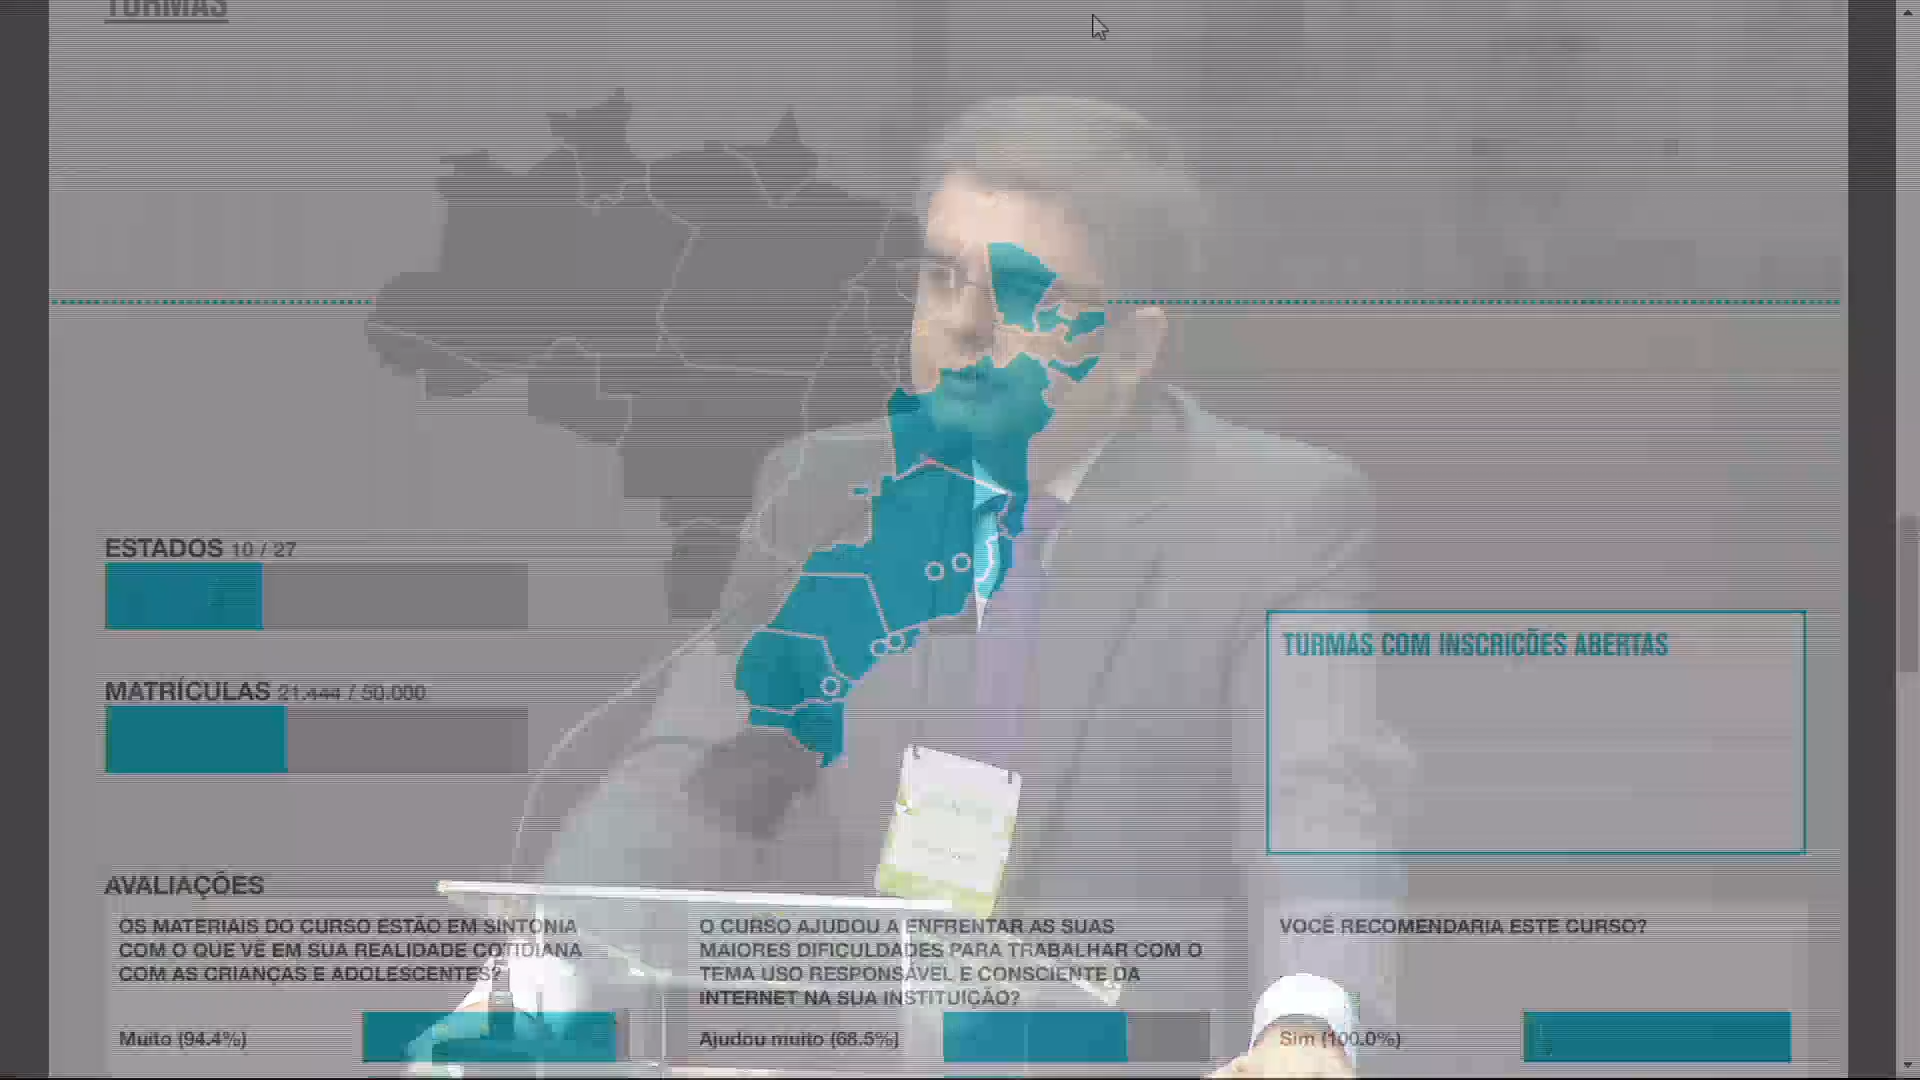 TURMAS
ESTADOS 10 / 27
MATRÍCULAS 21.444 / 50.000
TURMAS COM INSCRIÇÕES ABERTAS
AVALIAÇÕES
OS MATERIAIS DO CURSO ESTÃO EM SINTONIA
COM O QUE VÊ EM SUA REALIDADE COTIDIANA
COM AS CRIANÇAS E ADOLESCENTES?
Muito (94.4%)
O CURSO AJUDOU A ENFRENTAR AS SUAS
MAIORES DIFICULDADES PARA TRABALHAR COM O
TEMA USO RESPONSÁVEL E CONSCIENTE DA
INTERNET NA SUA INSTITUIÇÃO?
Ajudou muito (68.5%)
VOCÊ RECOMENDARIA ESTE CURSO?
Sim (100.0%)